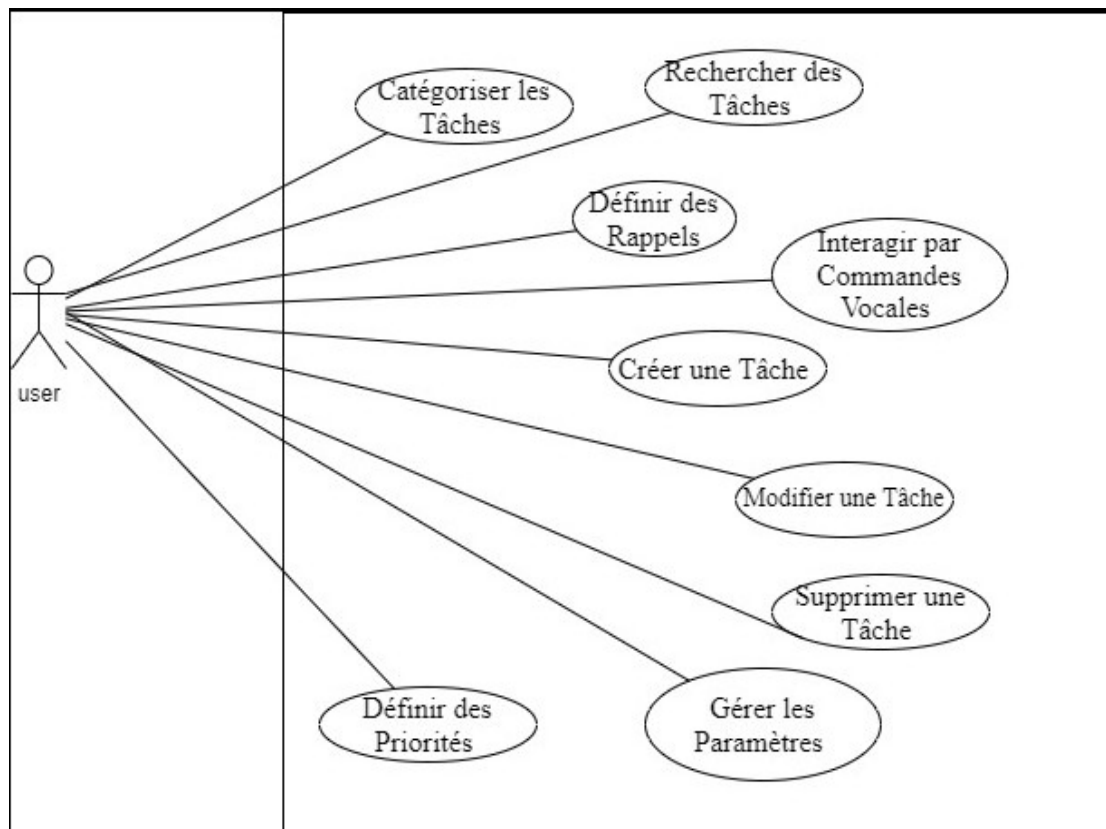 Catégoriser les
Tâches
Rechercher des
Tâches
Définir des
Rappels
Interagir par
Commandes
Vocales
user
Créer une Tâche
Modifier une Tâche
Supprimer une
Tâche
Définir des
Priorités
Gérer les
Paramètres